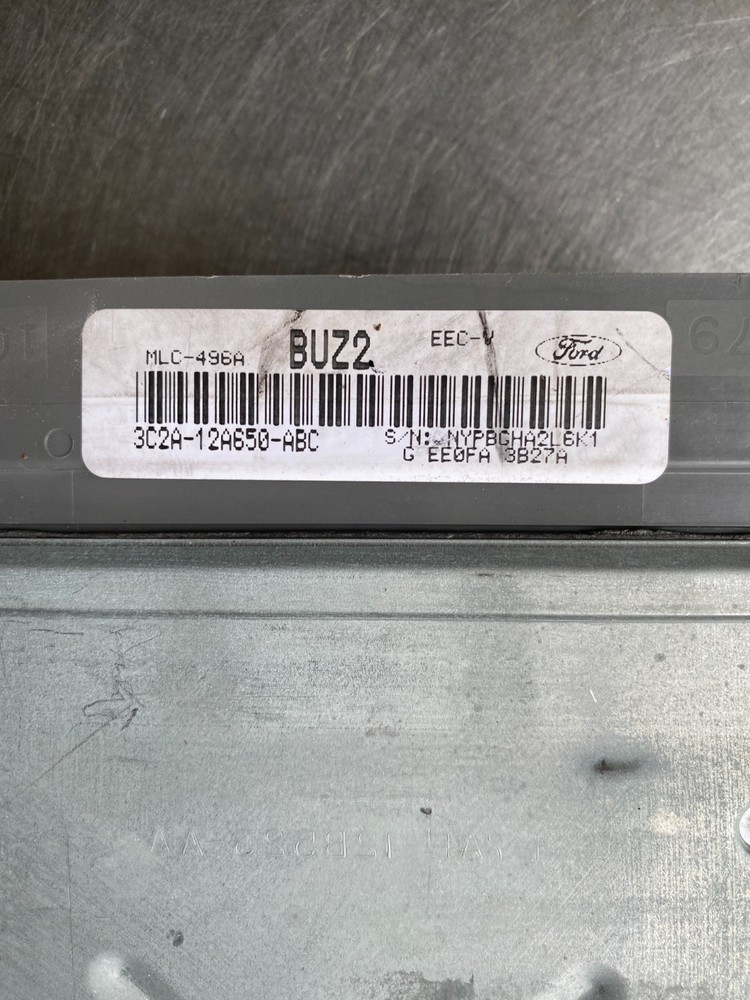 MLC-496A BUZ2 EEC-V Ford
3C2A-12A650-ABC S/N: NYPBGHA2L6K1
G EE0FA 3B27A